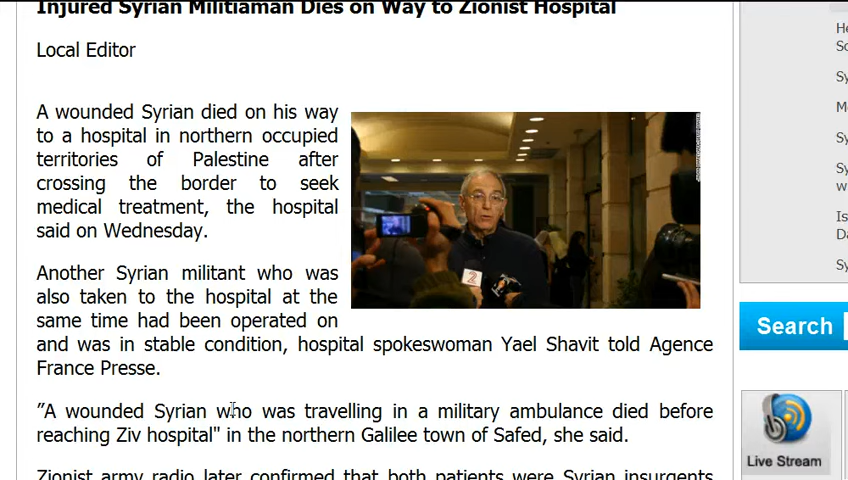 Injured Syrian Militiaman Dies on Way to Zionist Hospital
Local Editor
A wounded Syrian died on his way
to a hospital in northern occupied
territories of Palestine after
crossing the border to seek
medical treatment, the hospital
said on Wednesday.
Another Syrian militant who was
also taken to the hospital at the
same time had been operated on
and was in stable condition, hospital spokeswoman Yael Shavit told Agence
France Presse.
"A wounded Syrian who was travelling in a military ambulance died before
reaching Ziv hospital" in the northern Galilee town of Safed, she said.
Zionist army radio later confirmed that both patients were Syrian insurgents
2
Search
Live Stream